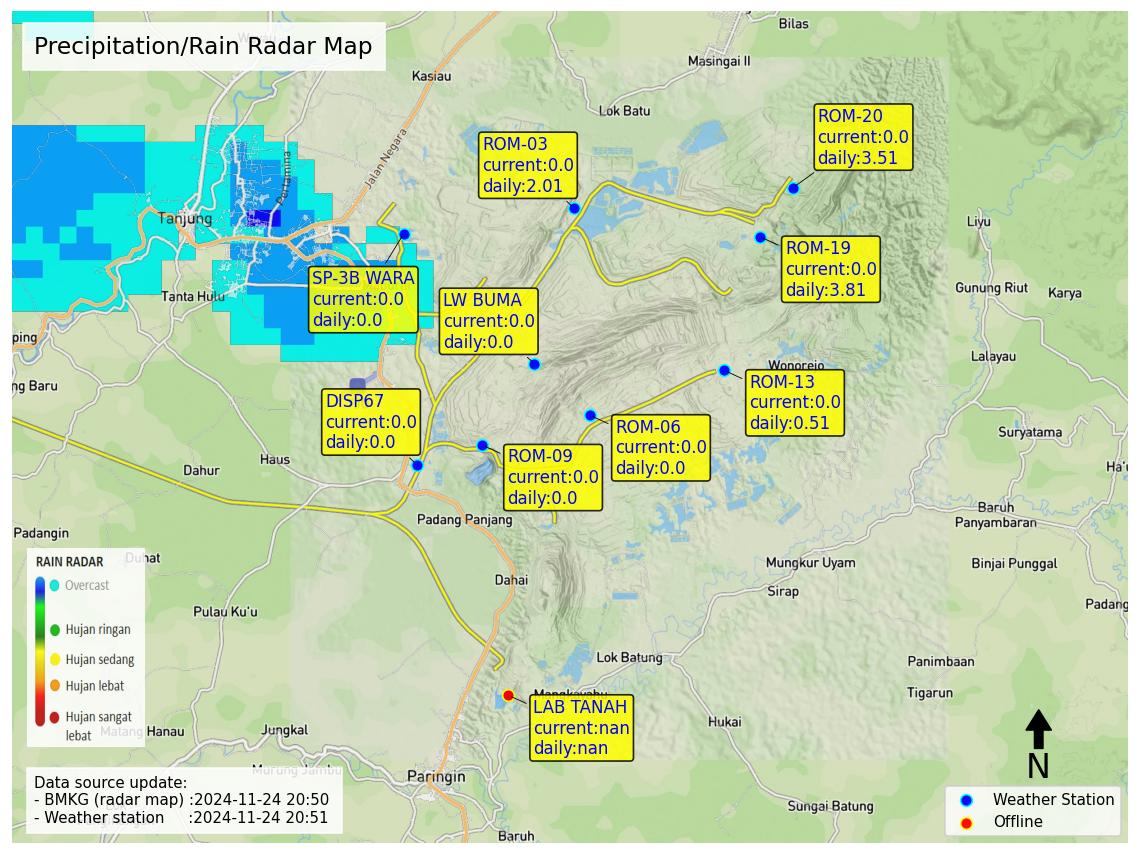 Bilas
Precipitation/Rain Radar Map
Masingai II
Kasiau
Lok Batu
Jalan Negara
Pertamina
ROM-20
current:0.0
daily:3.51
ROM-03
current:0.0
daily:2.01
Tanjung
Liyu
ROM-19
current:0.0
daily:3.81
SP-3B WARA
current:0.0
daily:0.0
LW BUMA
current:0.0
daily:0.0
Tanta Hulu
Gunung Riut
Karya
ping
Lalayau
Wonorejo
ng Baru
ROM-13
current:0.0
daily:0.51
DISP67
current:0.0
daily:0.0
ROM-06
current:0.0
daily:0.0
Suryatama
ROM-09
current:0.0
daily:0.0
Haus
Dahur
Ha'u
Baruh
Panyambaran
Padang Panjang
Padangin
Duhat
Binjai Punggal
Mungkur Uyam
RAIN RADAR
Overcast
Hujan ringan
Hujan sedang
Hujan lebat
Hujan sangat
lebat
Dahai
Sirap
Padang
Pulau Ku'u
Lok Batung
Panimbaan
Tigarun
Mangkayahu
LAB TANAH
current:nan
daily:nan
Hukai
Matang Hanau
Jungkal
Murung Jambu
Paringin
N
Data source update:
- BMKG (radar map) :2024-11-24 20:50
- Weather station :2024-11-24 20:51
Sungai Batung
Weather Station
Offline
Baruh